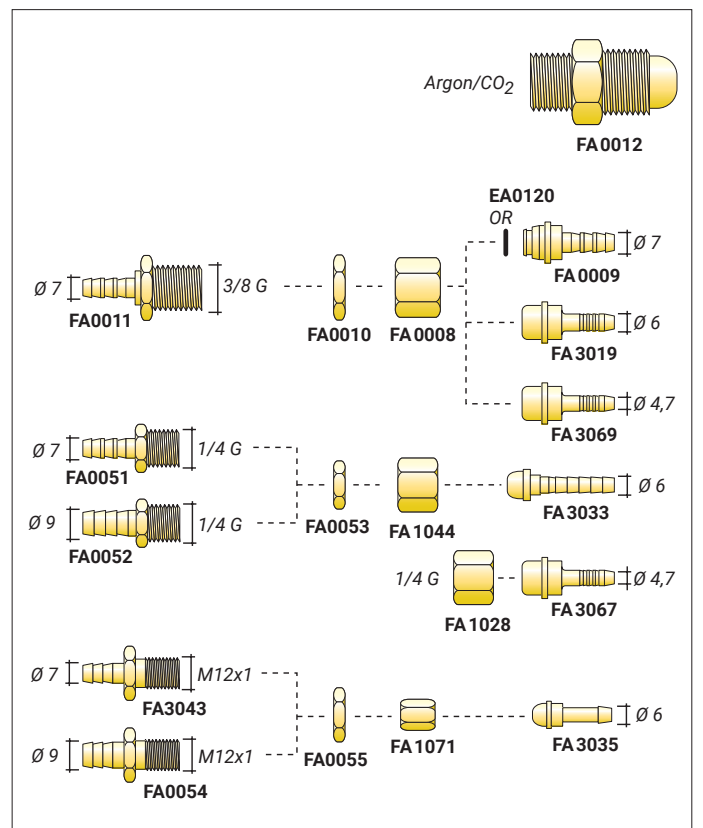 Argon/CO2
FA0012
EA0120
OR
Ø 7
FA0009
Ø 7
3/8 G
FA0011
FA0010
FA0008
Ø 6
FA3019
Ø 4,7
FA3069
Ø 7
1/4 G
FA0051
Ø 9
1/4 G
FA0052
FA0053
FA1044
Ø 6
FA3033
1/4 G
FA1028
Ø 4,7
FA3067
Ø 7
M12x1
FA3043
Ø 9
M12x1
FA0054
FA0055
FA1071
Ø 6
FA3035